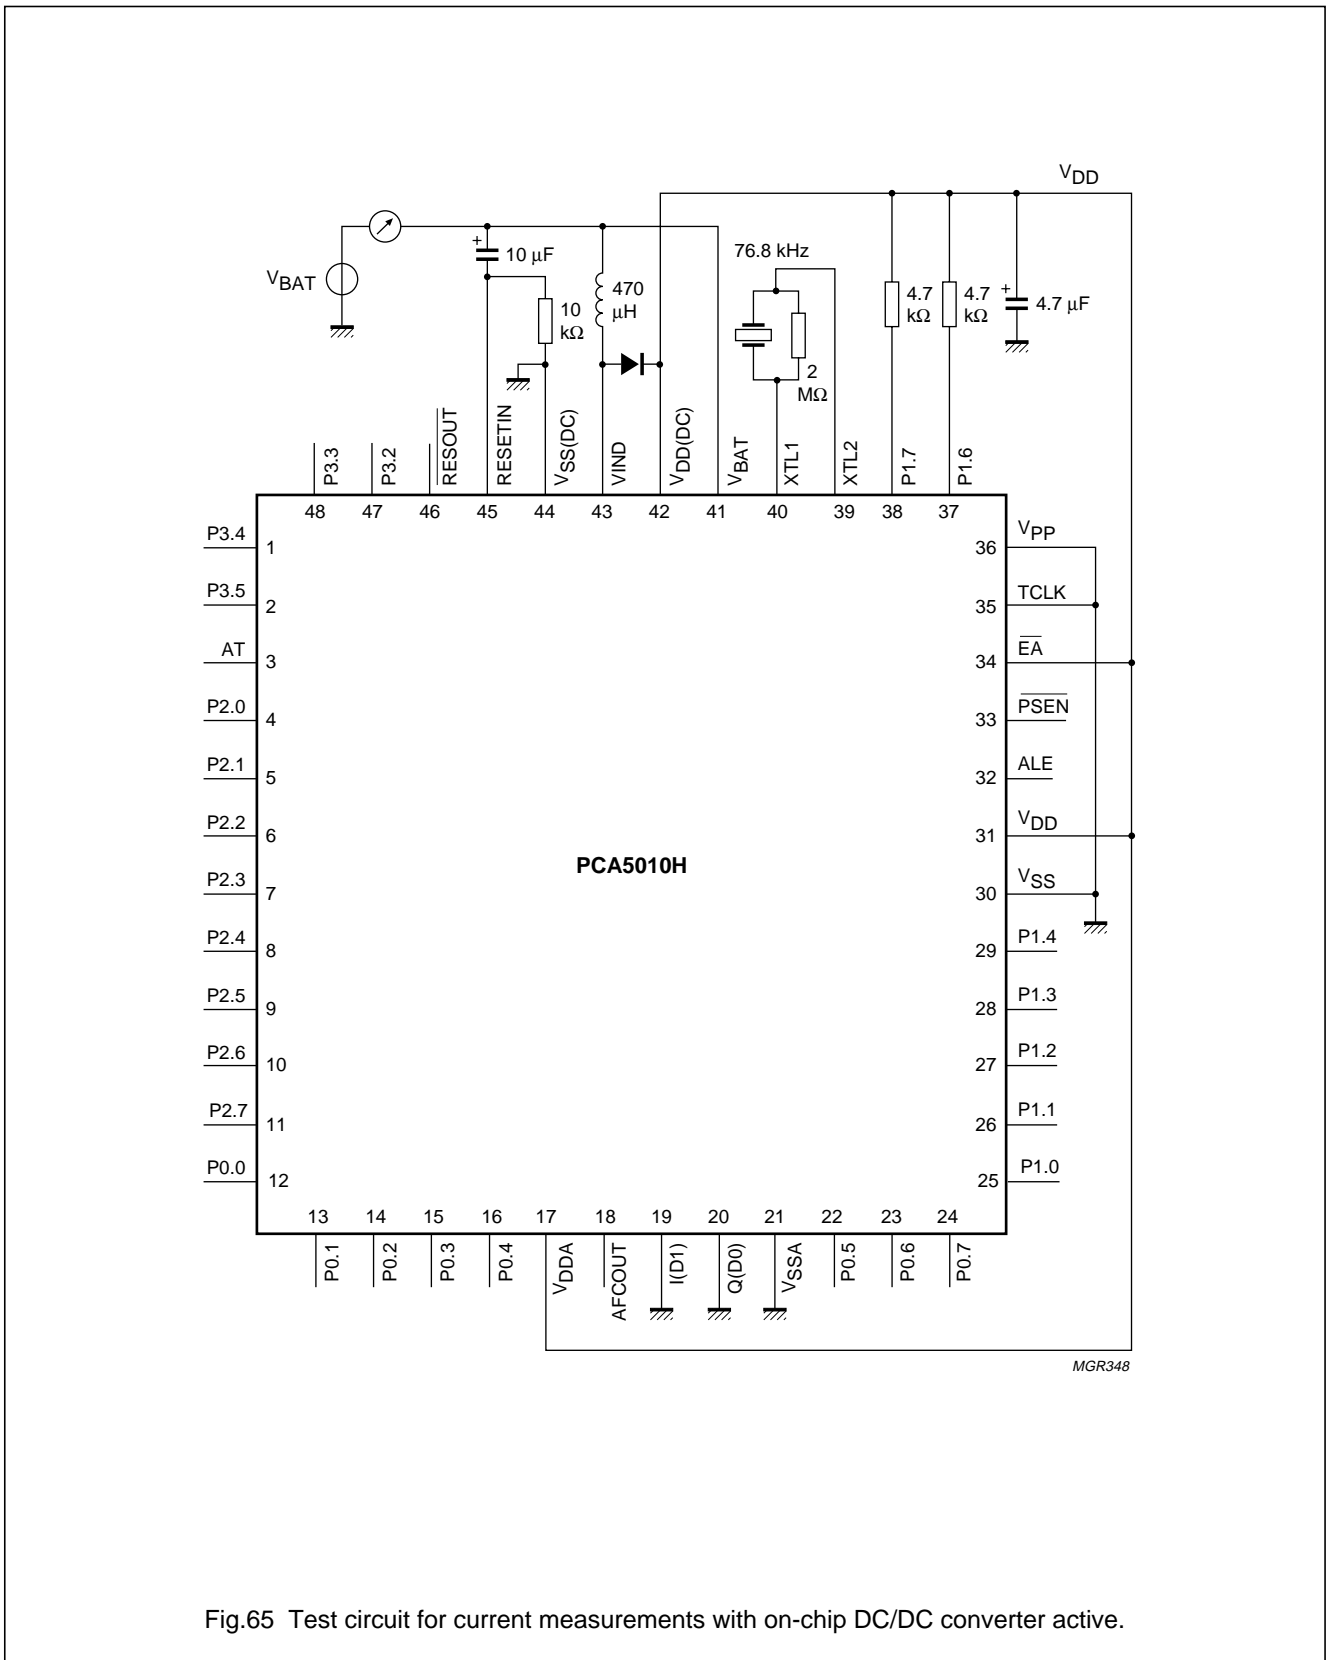 VDD
VBAT
+
10 μF
10
kΩ
470
μH
76.8 kHz
2
MΩ
4.7
kΩ
4.7
kΩ
+
4.7 μF
P3.3
P3.2
RESOUT
RESETIN
VSS(DC)
VIND
VDD(DC)
VBAT
XTL1
XTL2
P1.7
P1.6
48
47
46
45
44
43
42
41
40
39
38
37
P3.4 1
P3.5 2
AT 3
P2.0 4
P2.1 5
P2.2 6
P2.3 7
P2.4 8
P2.5 9
P2.6 10
P2.7 11
P0.0 12
PCA5010H
36 VPP
35 TCLK
34 EA
33 PSEN
32 ALE
31 VDD
30 VSS
29 P1.4
28 P1.3
27 P1.2
26 P1.1
25 P1.0
13
14
15
16
17
18
19
20
21
22
23
24
P0.1
P0.2
P0.3
P0.4
VDDA
AFCOUT
I(D1)
Q(D0)
VSSA
P0.5
P0.6
P0.7
MGR348
Fig.65 Test circuit for current measurements with on-chip DC/DC converter active.